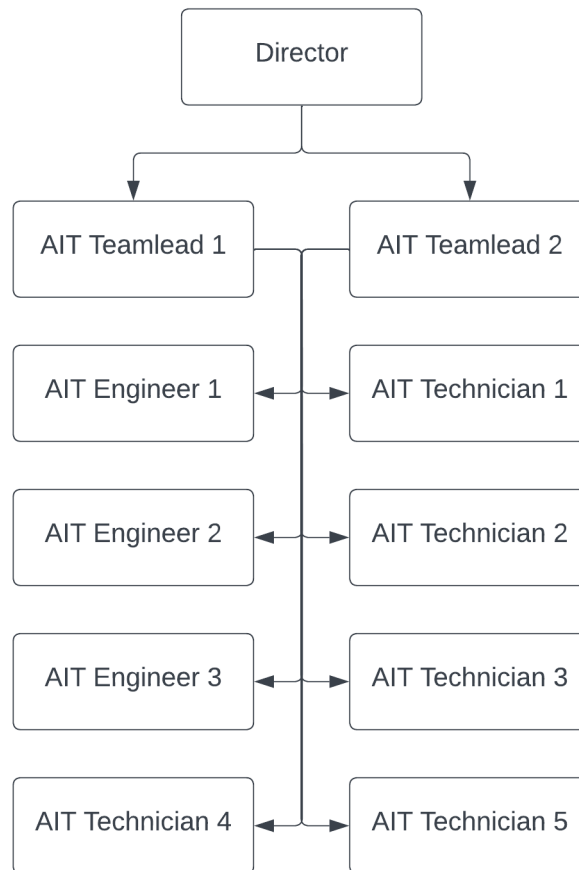 Director
AIT Teamlead 1
AIT Teamlead 2
AIT Engineer 1
AIT Technician 1
AIT Engineer 2
AIT Technician 2
AIT Engineer 3
AIT Technician 3
AIT Technician 4
AIT Technician 5